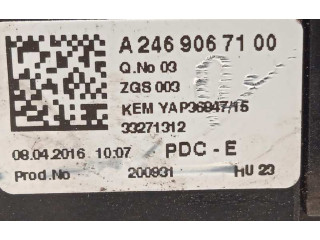 A 246 906 71 00
Q.No 03
ZGS 003
KEM YAP36947/15
33271312
08.04.2016 10:07 PDC - E
Prod.No 200931 HU 23